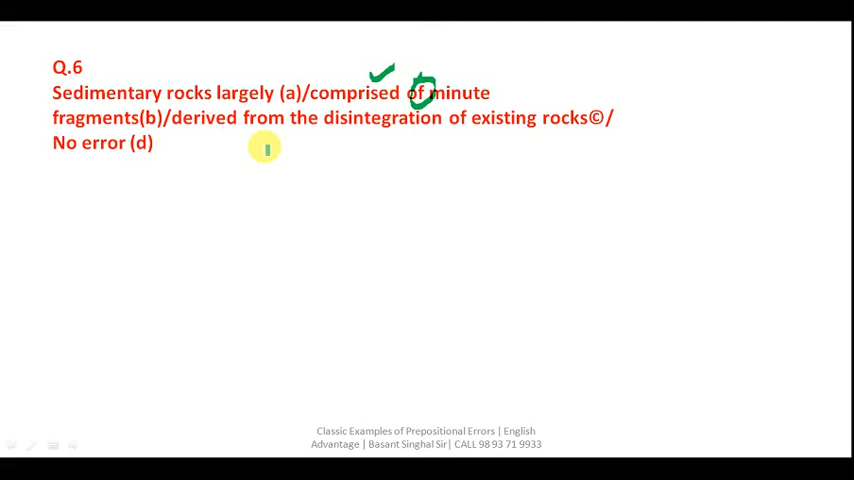 Q.6
Sedimentary rocks largely (a)/comprised of minute
fragments(b)/derived from the disintegration of existing rocks©/
No error (d)
Classic Examples of Prepositional Errors | English
Advantage | Basant Singhal Sir| CALL 98 93 71 9933